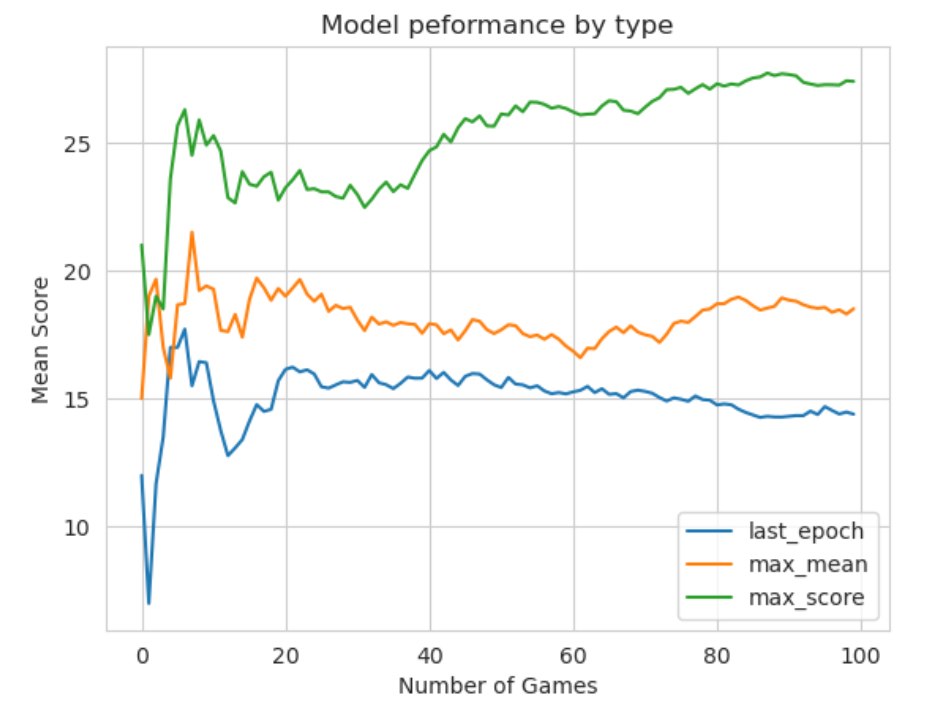 Model peformance by type
Mean Score
25
20
15
10
0 20 40 60 80 100
Number of Games
last_epoch
max_mean
max_score